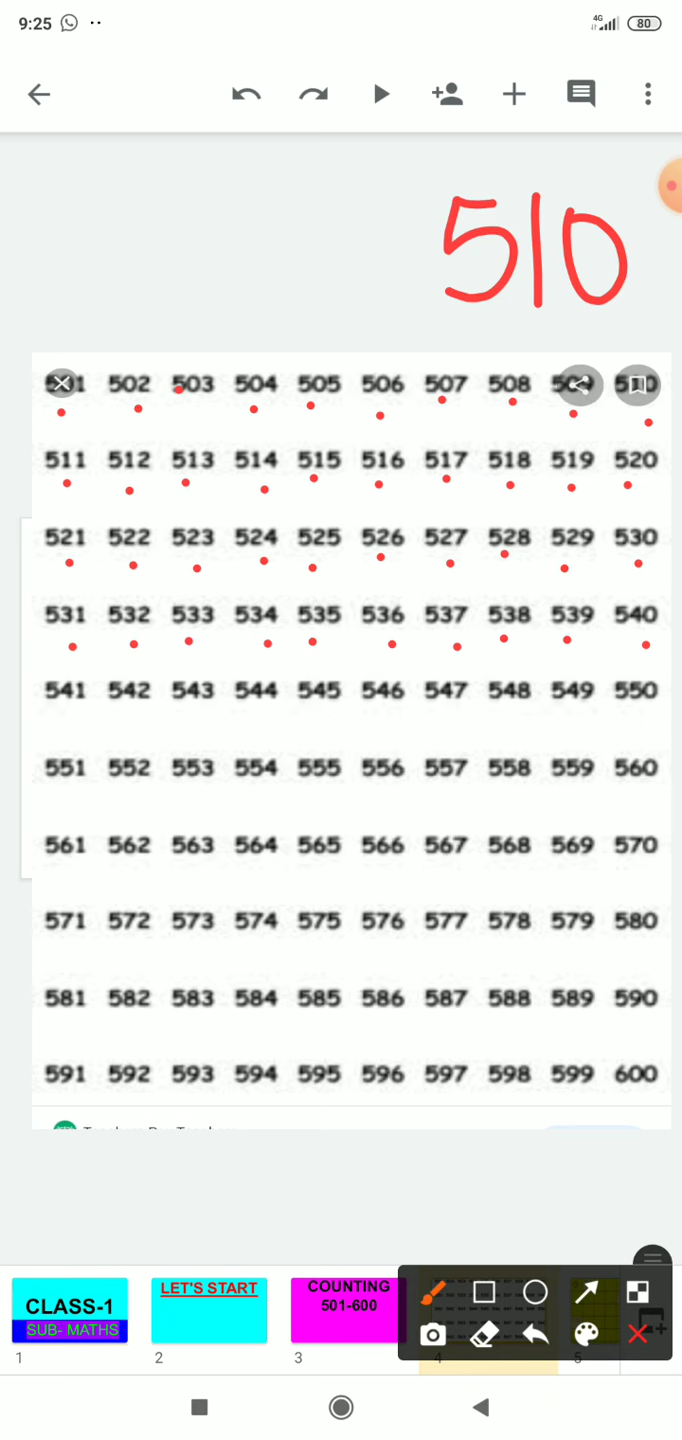 9:25
4G
80
510
501 502 503 504 505 506 507 508 509 510
511 512 513 514 515 516 517 518 519 520
521 522 523 524 525 526 527 528 529 530
531 532 533 534 535 536 537 538 539 540
541 542 543 544 545 546 547 548 549 550
551 552 553 554 555 556 557 558 559 560
561 562 563 564 565 566 567 568 569 570
571 572 573 574 575 576 577 578 579 580
581 582 583 584 585 586 587 588 589 590
591 592 593 594 595 596 597 598 599 600
CLASS-1
SUB- MATHS
LET'S START
COUNTING
501-600
1 2 3 4 5